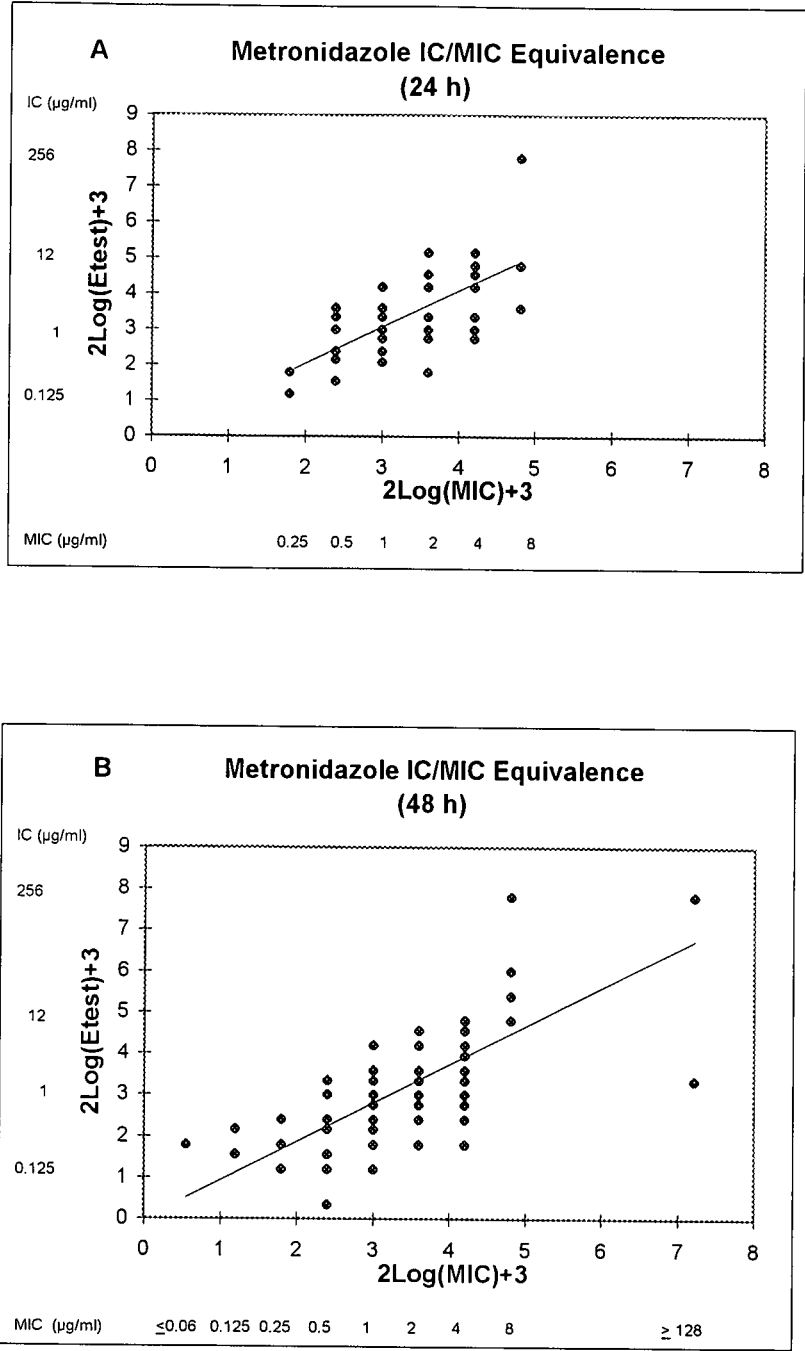 A
Metronidazole IC/MIC Equivalence
(24 h)
IC (µg/ml)
2Log(Etest)+3
9
8
7
6
5
4
3
2
1
0
256
12
1
0.125
0 1 2 3 4 5 6 7 8
2Log(MIC)+3
MIC (µg/ml) 0.25 0.5 1 2 4 8
B
Metronidazole IC/MIC Equivalence
(48 h)
IC (µg/ml)
2Log(Etest)+3
9
8
7
6
5
4
3
2
1
0
256
12
1
0.125
0 1 2 3 4 5 6 7 8
2Log(MIC)+3
MIC (µg/ml) ≤0.06 0.125 0.25 0.5 1 2 4 8 ≥ 128